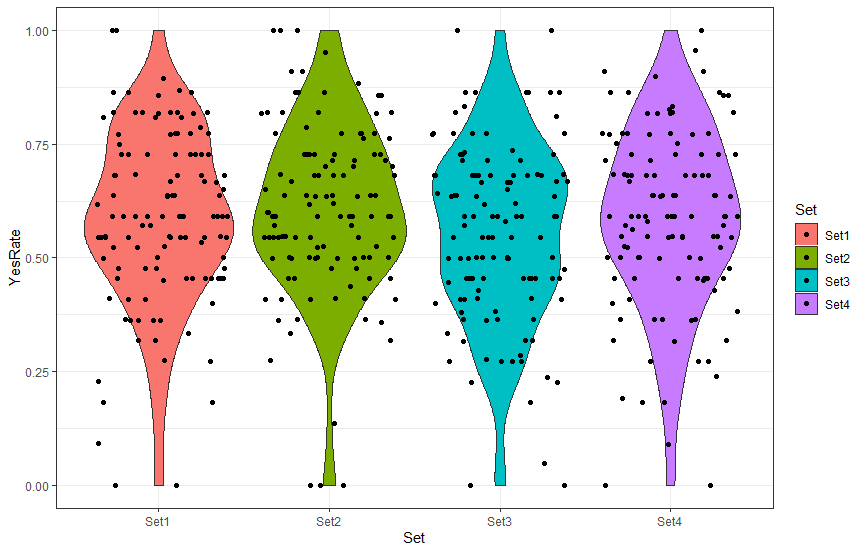 YesRate
1.00
0.75
0.50
0.25
0.00
Set1 Set2 Set3 Set4
Set
Set
Set1
Set2
Set3
Set4